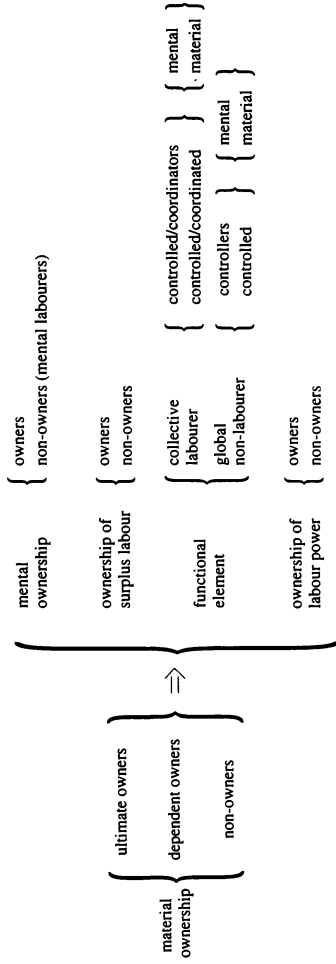 material
ownership
ultimate owners
dependent owners
non-owners
⇒
mental
ownership
owners
non-owners (mental labourers)
ownership of
surplus labour
owners
non-owners
functional
element
collective
labourer
controlled/coordinators
controlled/coordinated
mental
material
global
non-labourer
controllers
controlled
mental
material
ownership of
labour power
owners
non-owners